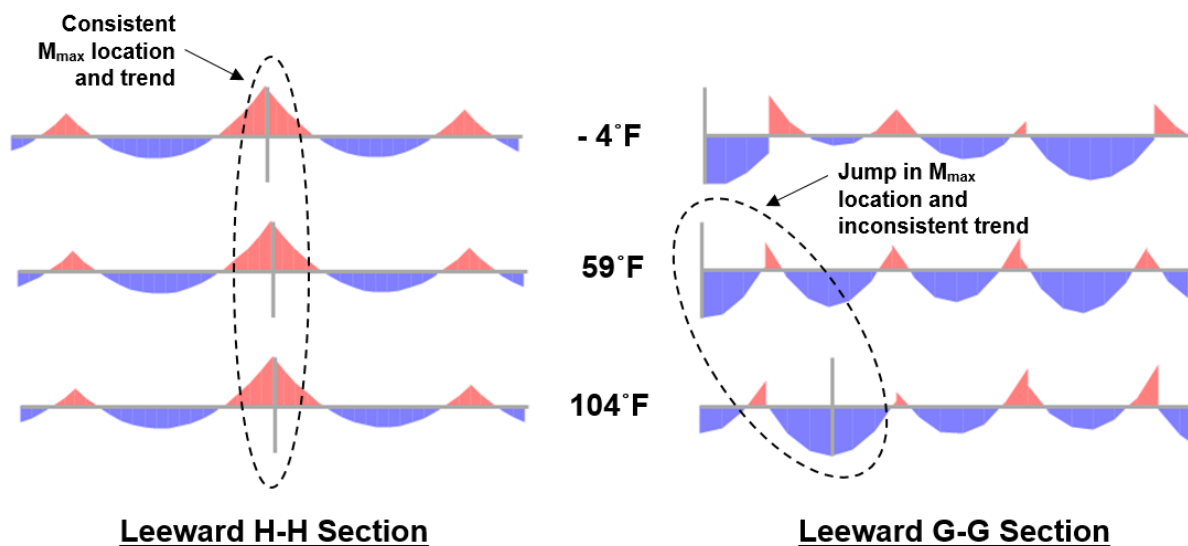 Consistent
Mmax location
and trend
- 4°F
Jump in Mmax
location and
inconsistent trend
59°F
104°F
Leeward H-H Section
Leeward G-G Section